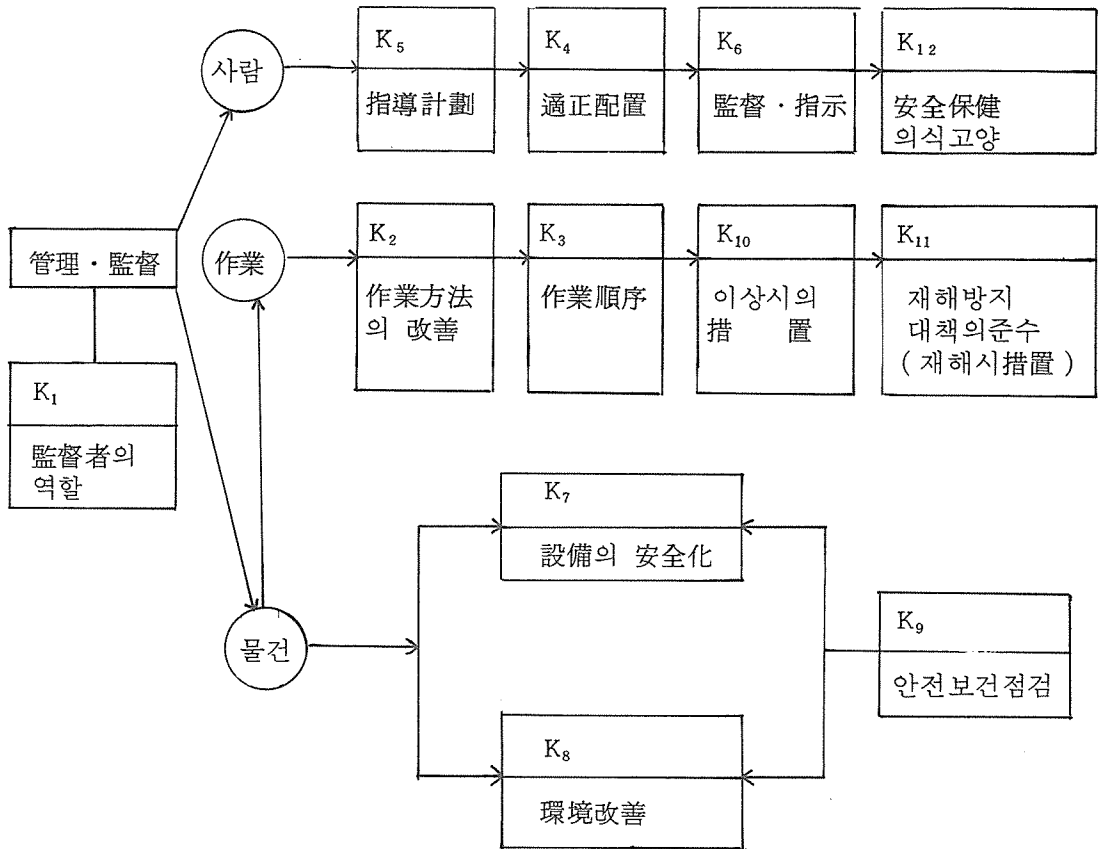 사람
K5
指導計劃
K4
適正配置
K6
監督·指示
K12
安全保健
의식고양
管理·監督
作業
K2
作業方法
의 改善
K3
作業順序
K10
이상시의
措 置
K11
재해방지
대책의준수
(재해시措置)
K1
監督者의
역할
물건
K7
設備의 安全化
K8
環境改善
K9
안전보건점검